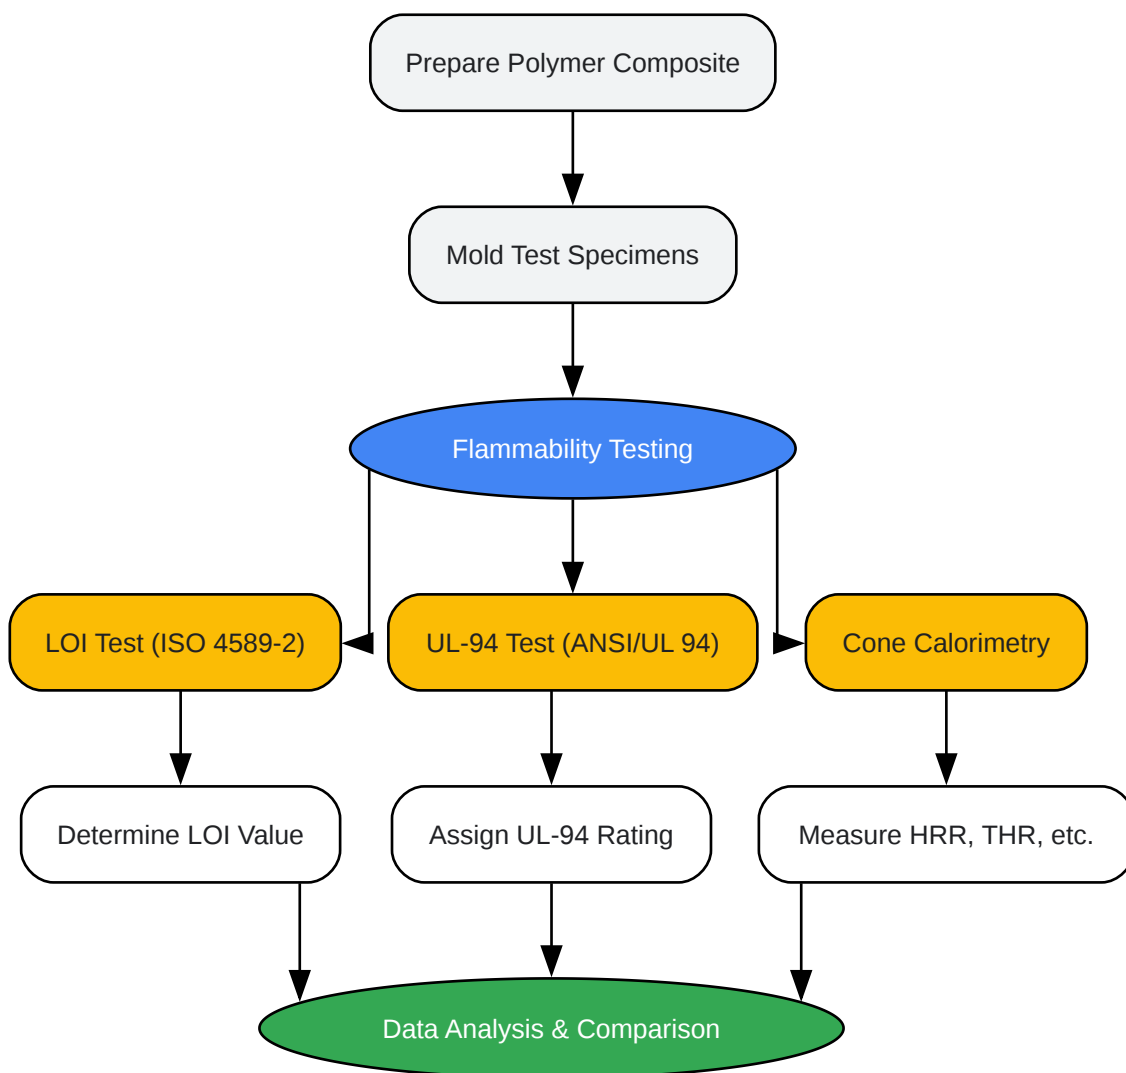 Prepare Polymer Composite
Mold Test Specimens
Flammability Testing
LOI Test (ISO 4589-2)
UL-94 Test (ANSI/UL 94)
Cone Calorimetry
Determine LOI Value
Assign UL-94 Rating
Measure HRR, THR, etc.
Data Analysis & Comparison